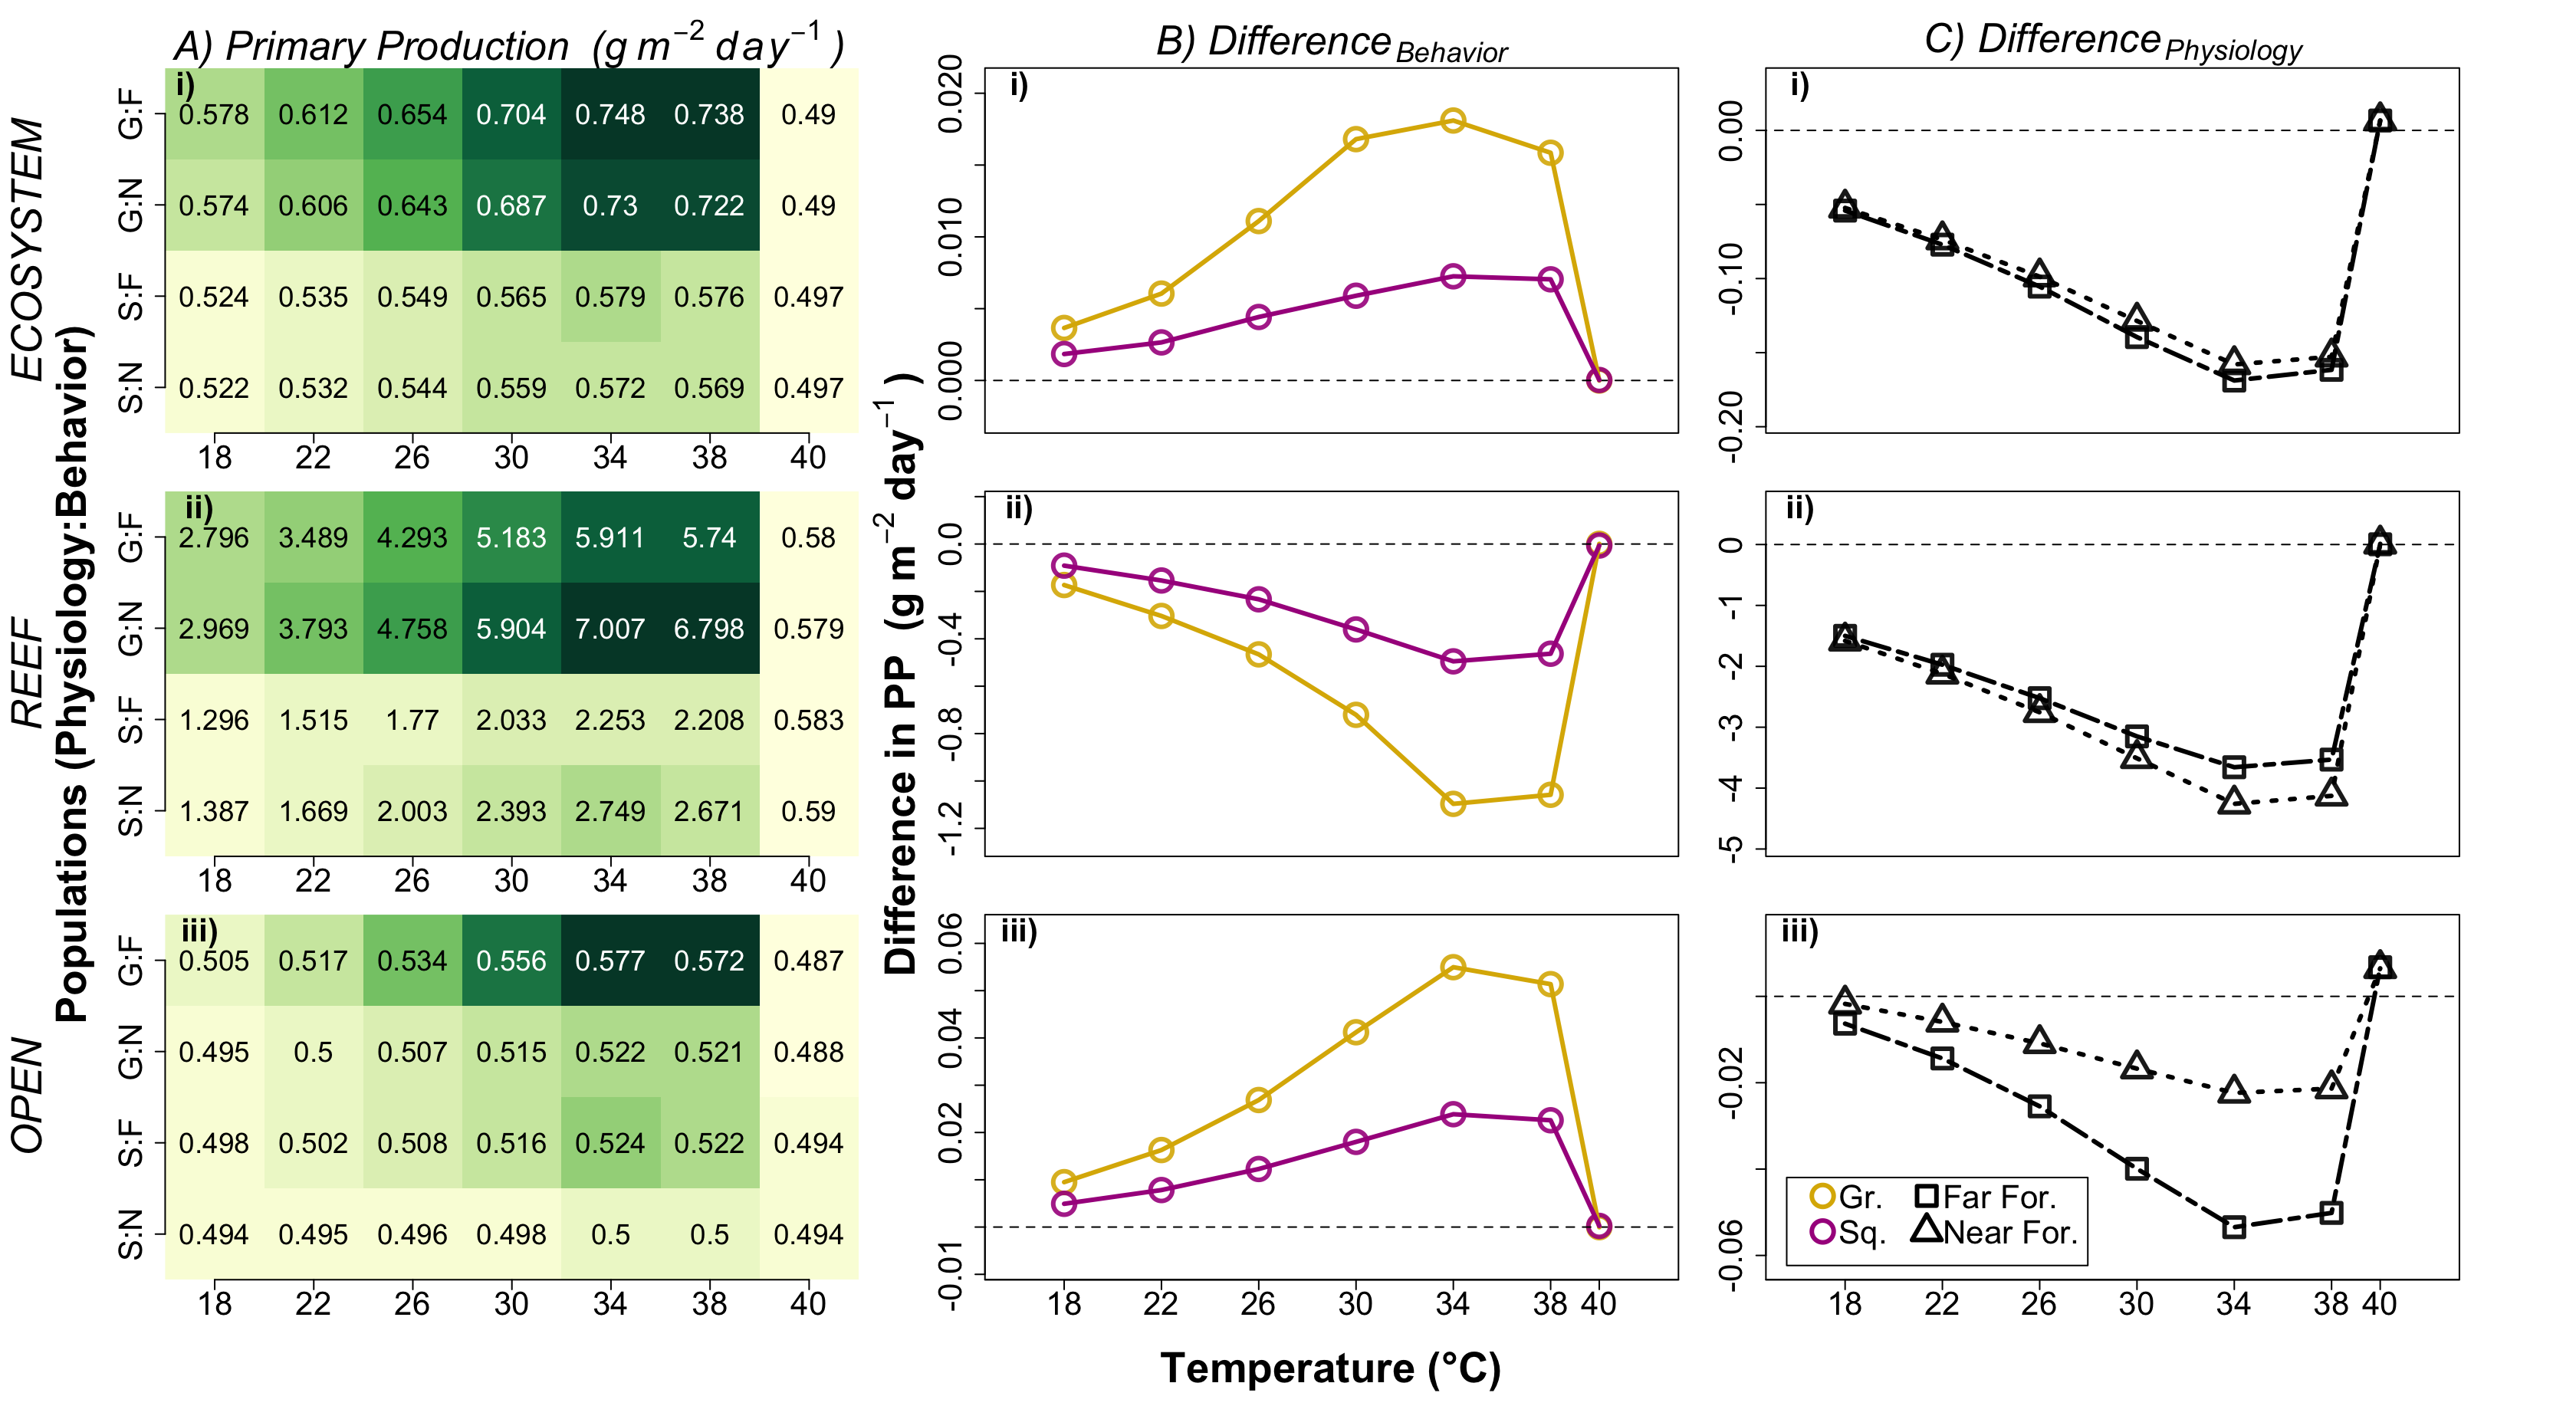 A) Primary Production (g m−2 day−1 )
B) Difference Behavior
C) Difference Physiology
Populations (Physiology:Behavior)
ECOSYSTEM
i)
G:F 0.578 0.612 0.654 0.704 0.748 0.738 0.49
G:N 0.574 0.606 0.643 0.687 0.73 0.722 0.49
S:F 0.524 0.535 0.549 0.565 0.579 0.576 0.497
S:N 0.522 0.532 0.544 0.559 0.572 0.569 0.497
18 22 26 30 34 38 40
REEF
ii)
G:F 2.796 3.489 4.293 5.183 5.911 5.74 0.58
G:N 2.969 3.793 4.758 5.904 7.007 6.798 0.579
S:F 1.296 1.515 1.77 2.033 2.253 2.208 0.583
S:N 1.387 1.669 2.003 2.393 2.749 2.671 0.59
18 22 26 30 34 38 40
OPEN
iii)
G:F 0.505 0.517 0.534 0.556 0.577 0.572 0.487
G:N 0.495 0.5 0.507 0.515 0.522 0.521 0.488
S:F 0.498 0.502 0.508 0.516 0.524 0.522 0.494
S:N 0.494 0.495 0.496 0.498 0.5 0.5 0.494
18 22 26 30 34 38 40
Difference in PP (g m−2 day−1 )
i)
0.020
0.010
0.000
ii)
0.0
-0.4
-0.8
-1.2
iii)
0.06
0.04
0.02
-0.01
18 22 26 30 34 38 40
i)
0.00
-0.10
-0.20
ii)
0
-1
-2
-3
-4
-5
iii)
-0.02
-0.06
Gr. Far For.
Sq. Near For.
18 22 26 30 34 38 40
Temperature (°C)